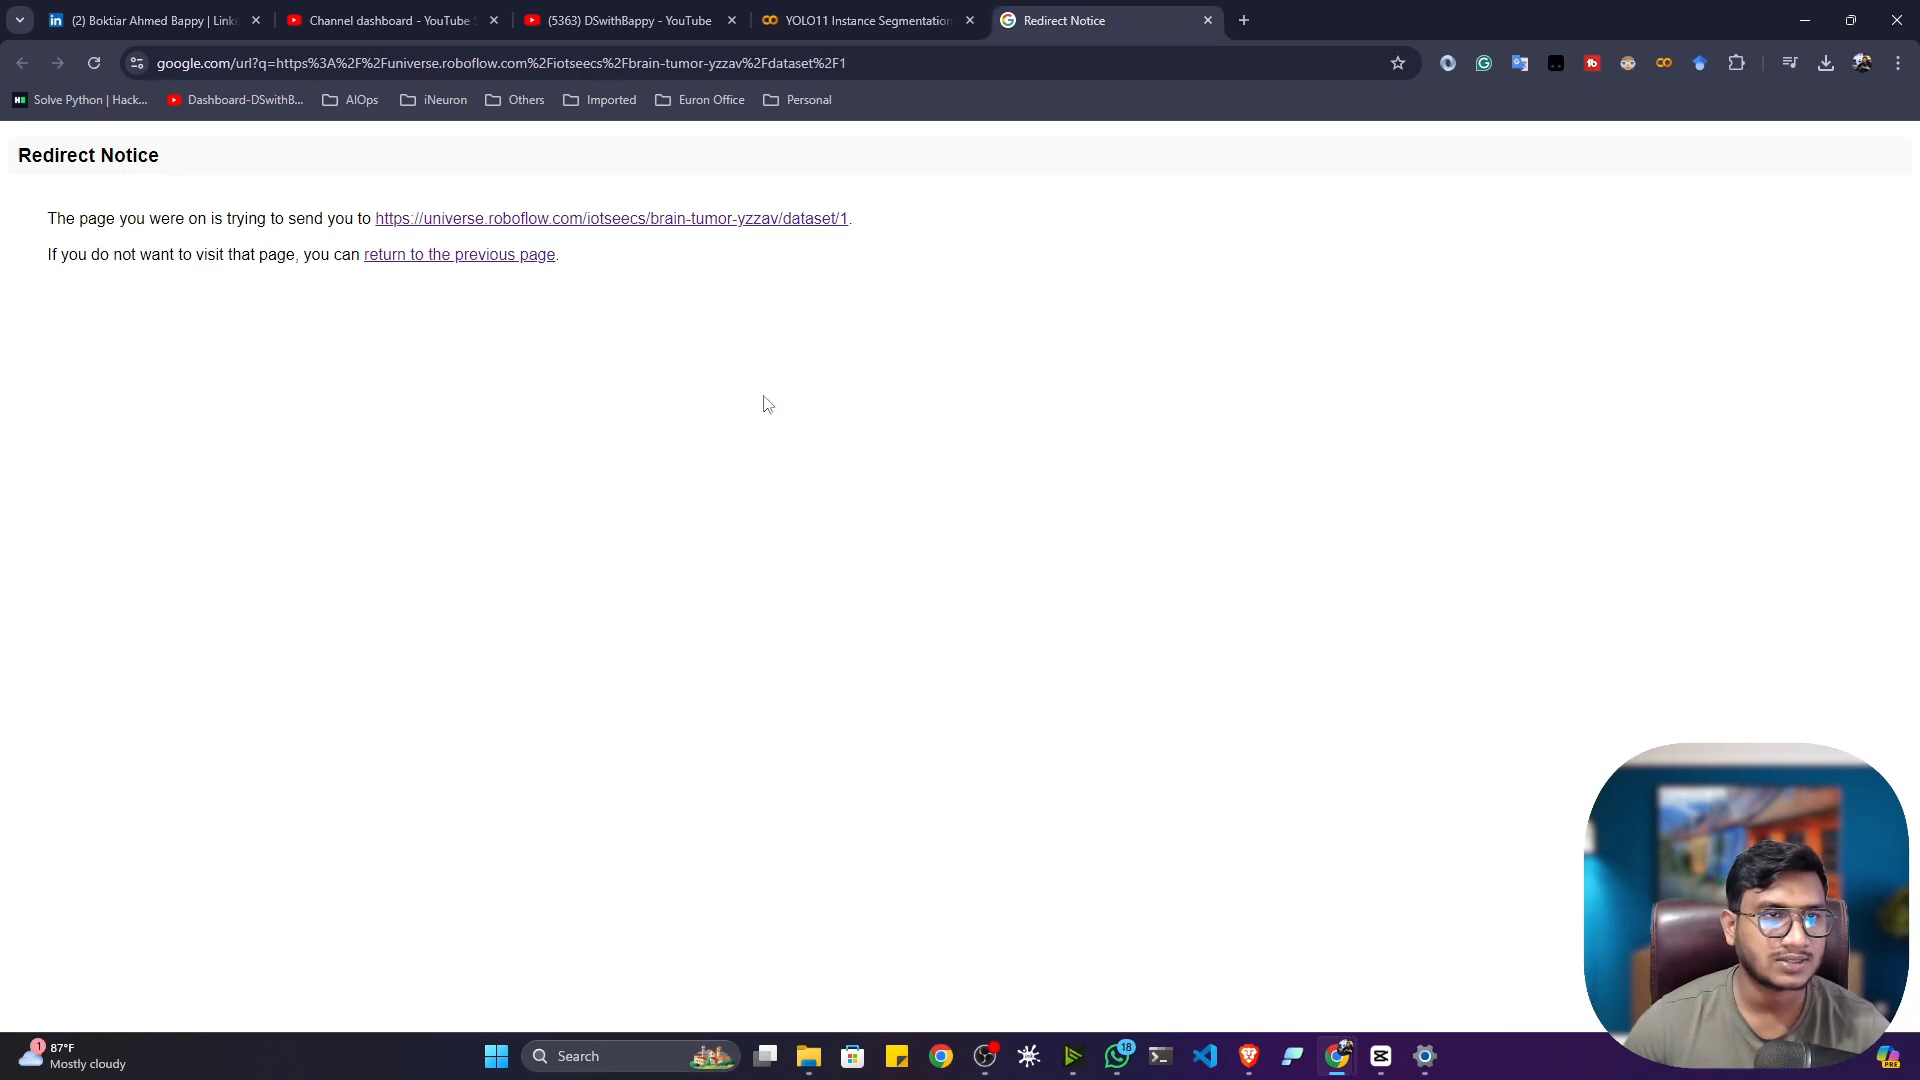 (2) Boktiar Ahmed Bappy | Linke
Channel dashboard - YouTube S
(5363) DSwithBappy - YouTube
YOLO11 Instance Segmentation
Redirect Notice
google.com/url?q=https%3A%2F%2Funiverse.roboflow.com%2Fiotseecs%2Fbrain-tumor-yzzav%2Fdataset%2F1
Solve Python | Hack...
Dashboard-DSwithB...
AIOps
iNeuron
Others
Imported
Euron Office
Personal
Redirect Notice
The page you were on is trying to send you to https://universe.roboflow.com/iotseecs/brain-tumor-yzzav/dataset/1.
If you do not want to visit that page, you can return to the previous page.
1
87°F
Mostly cloudy
Search
18
PRE